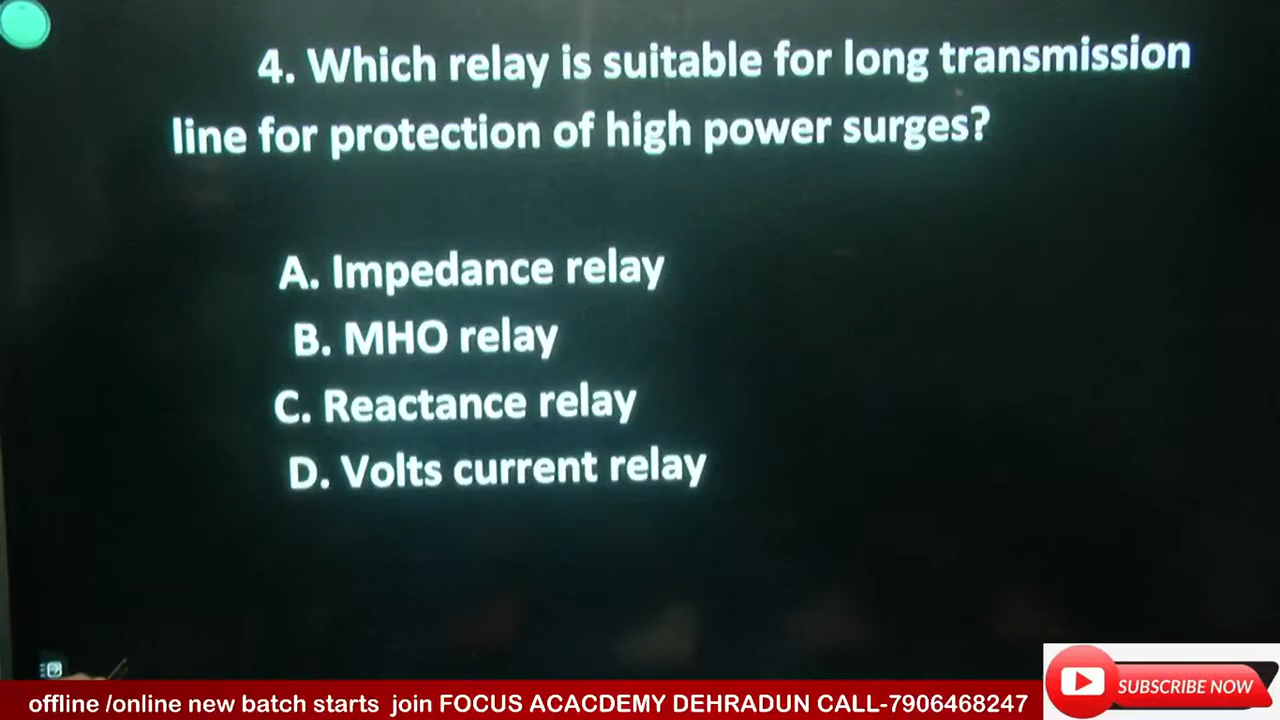 4. Which relay is suitable for long transmission
line for protection of high power surges?
A. Impedance relay
B. MHO relay
C. Reactance relay
D. Volts current relay
offline /online new batch starts join FOCUS ACACDEMY DEHRADUN CALL-7906468247
SUBSCRIBE NOW